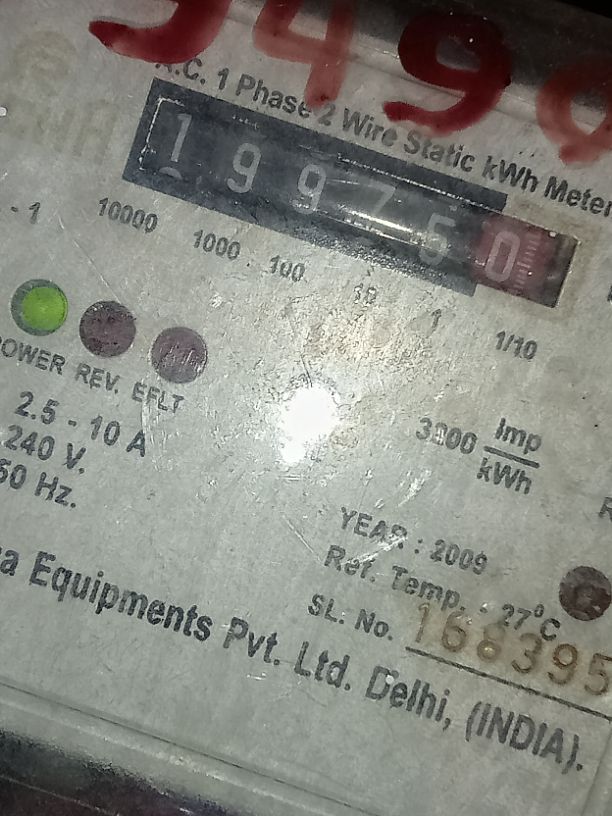 9490
A.C. 1 Phase 2 Wire Static kWh Meter
1 9 9 7 5 0
- 1
10000 1000 100 10 1 1/10
POWER REV. EFLT
2.5 - 10 A
240 V.
50 Hz.
Imp
kWh
YEAR : 2009
Ref. Temp. : 27°C
SL. No. 168395
Equipments Pvt. Ltd. Delhi, (INDIA).